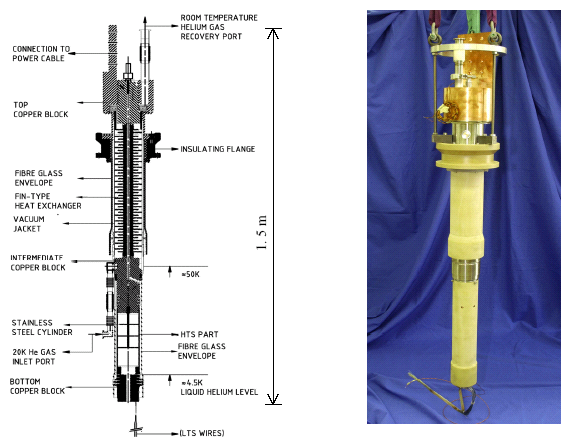 ROOM TEMPERATURE
HELIUM GAS
RECOVERY PORT
CONNECTION TO
POWER CABLE
TOP
COPPER BLOCK
INSULATING FLANGE
FIBRE GLASS
ENVELOPE
FIN-TYPE
HEAT EXCHANGER
VACUUM
JACKET
1. 5 m
INTERMEDIATE
COPPER BLOCK
≈50K
STAINLESS
STEEL CYLINDER
HTS PART
20K He GAS
INLET PORT
FIBRE GLASS
ENVELOPE
BOTTOM
COPPER BLOCK
≈4.5K
LIQUID HELIUM LEVEL
(LTS WIRES)